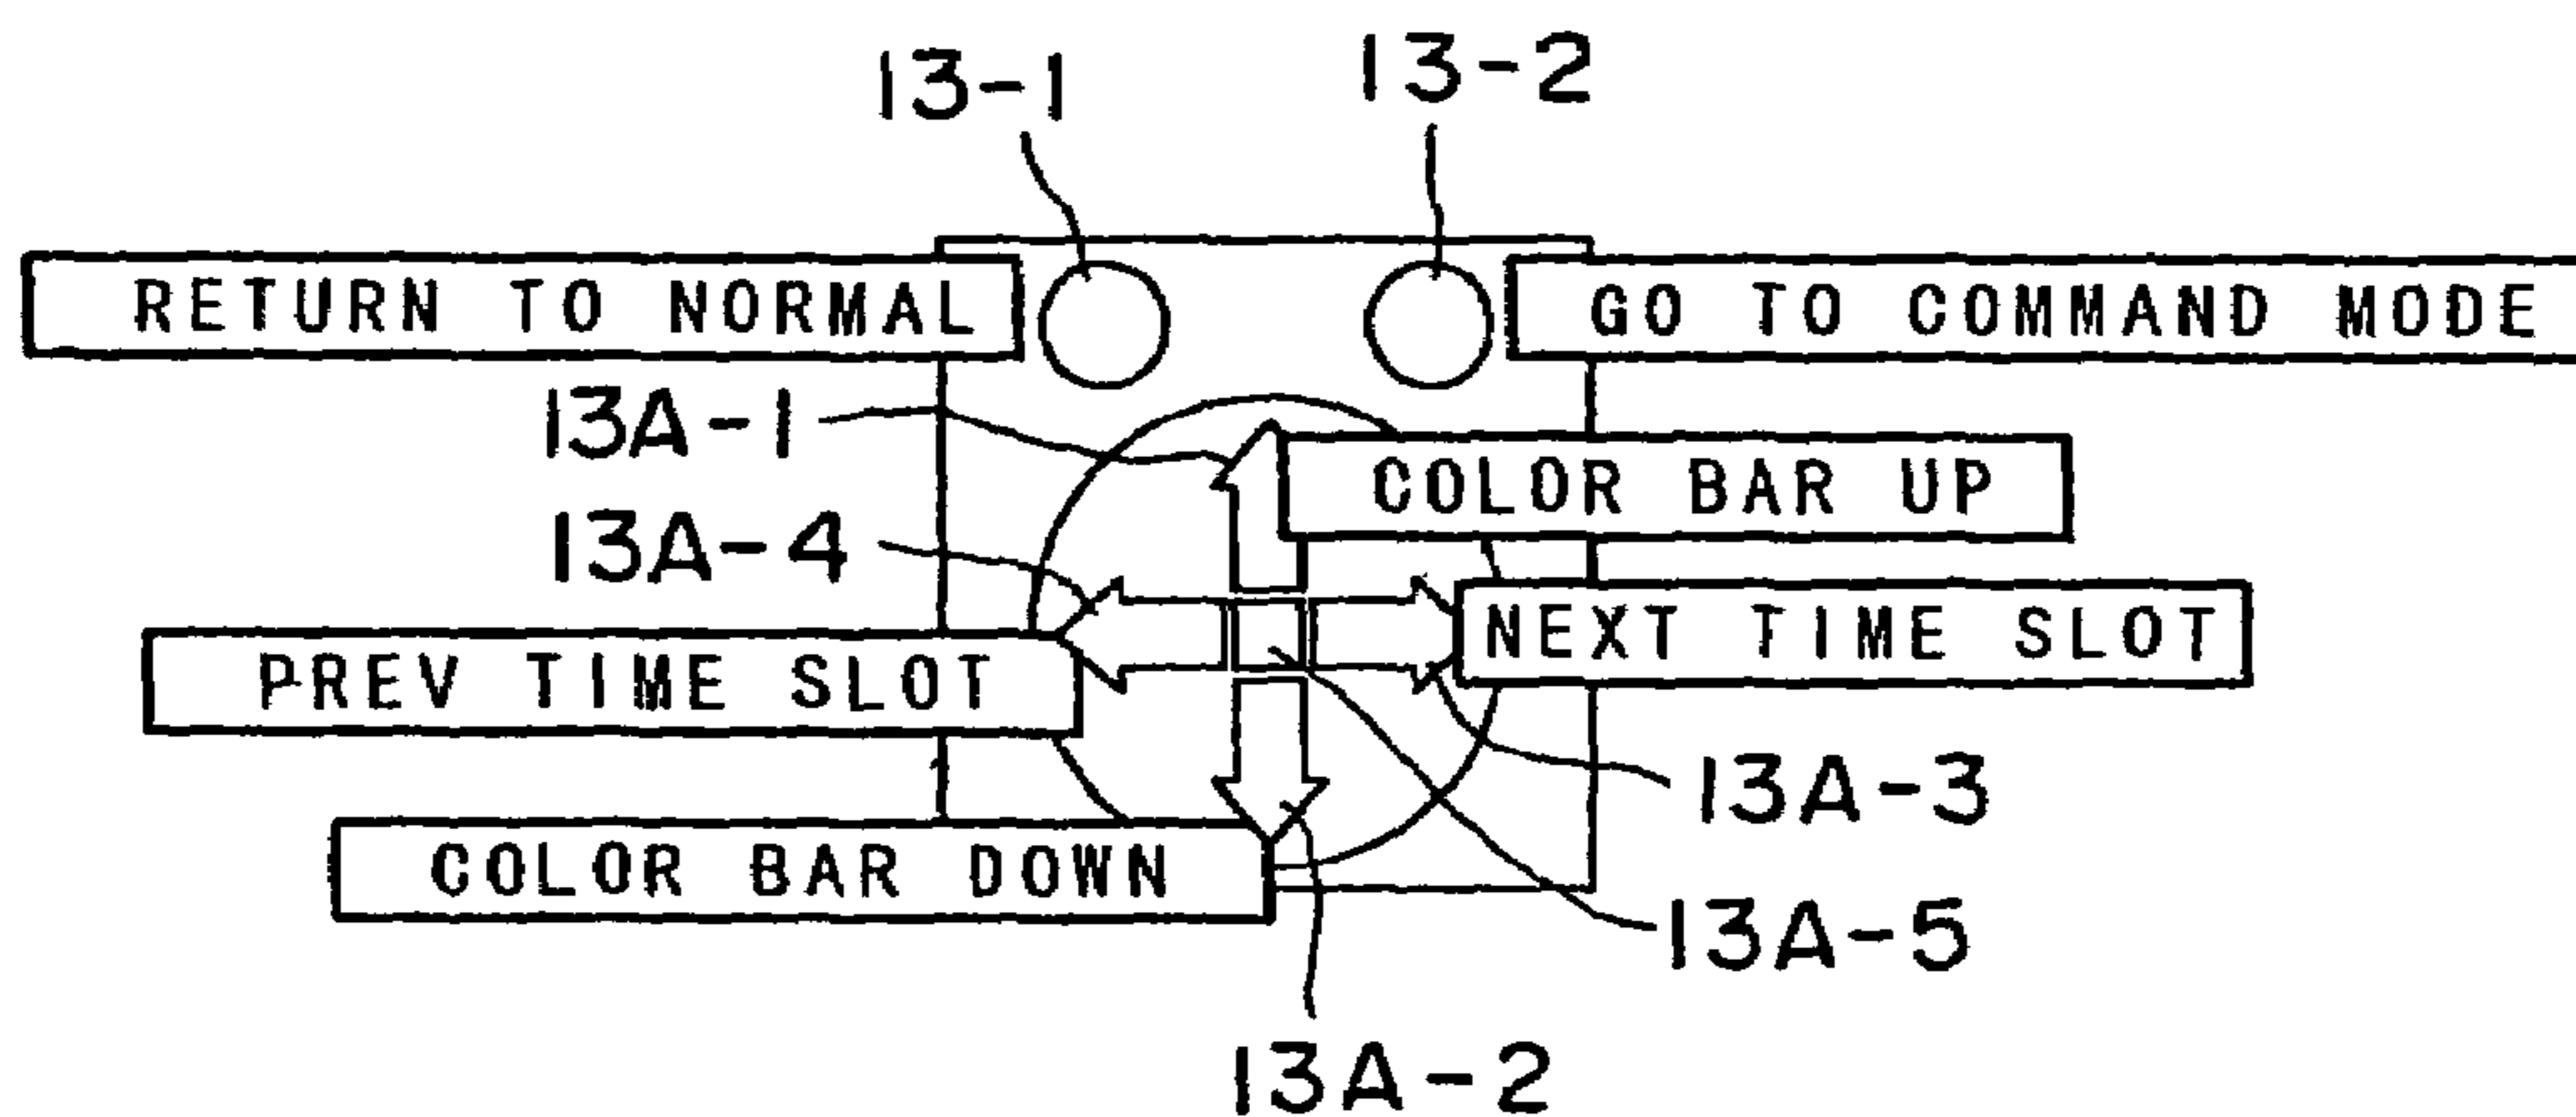 13-1
13-2
RETURN TO NORMAL
GO TO COMMAND MODE
13A-1
COLOR BAR UP
13A-4
NEXT TIME SLOT
PREV TIME SLOT
13A-3
COLOR BAR DOWN
13A-5
13A-2